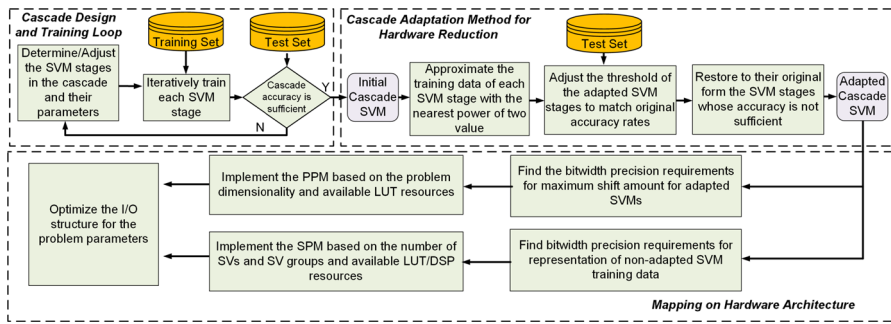 Cascade Design
and Training Loop
Training Set
Test Set
Determine/Adjust
the SVM stages
in the cascade
and their
parameters
Iteratively train
each SVM
stage
Cascade
accuracy is
sufficient
Y
N
Cascade Adaptation Method for
Hardware Reduction
Test Set
Initial
Cascade
SVM
Approximate the
training data of each
SVM stage with the
nearest power of two
value
Adjust the threshold of
the adapted SVM
stages to match original
accuracy rates
Restore to their original
form the SVM stages
whose accuracy is not
sufficient
Adapted
Cascade
SVM
Optimize the I/O
structure for the
problem parameters
Implement the PPM based on the problem
dimensionality and available LUT resources
Find the bitwidth precision requirements
for maximum shift amount for adapted
SVMs
Implement the SPM based on the number of
SVs and SV groups and available LUT/DSP
resources
Find bitwidth precision requirements for
representation of non-adapted SVM
training data
Mapping on Hardware Architecture